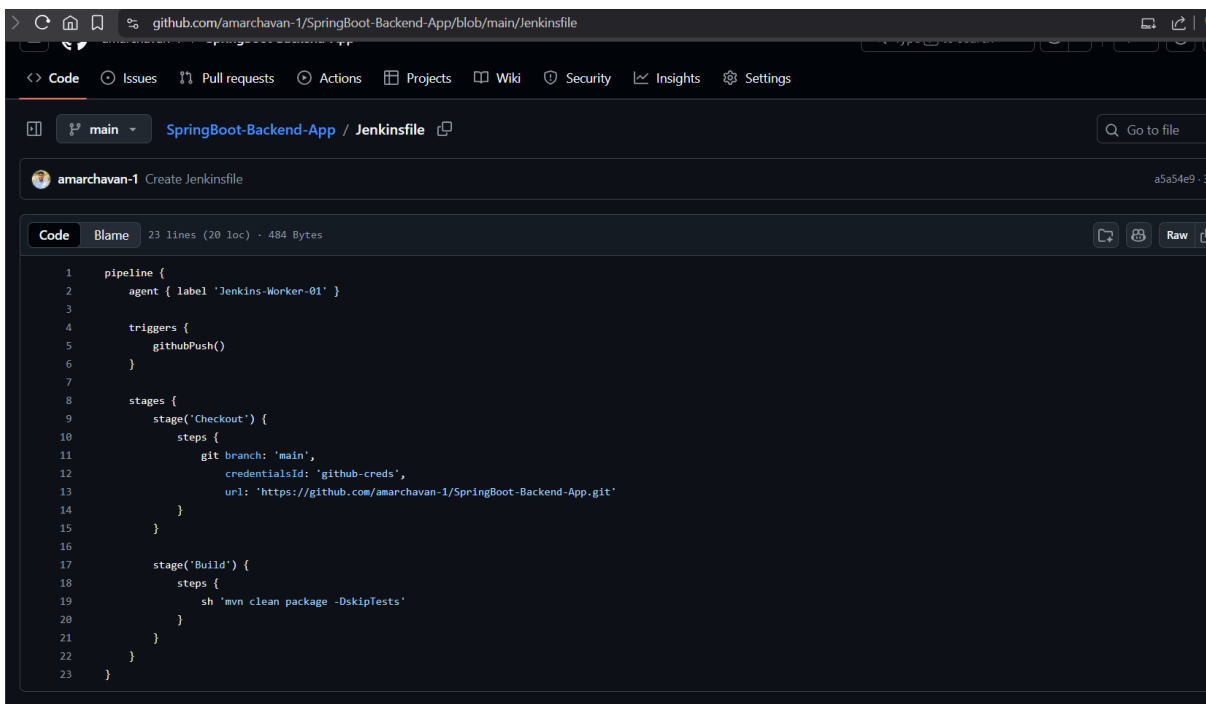 github.com/amarchavan-1/SpringBoot-Backend-App/blob/main/Jenkinsfile
Code Issues Pull requests Actions Projects Wiki Security Insights Settings
main SpringBoot-Backend-App / Jenkinsfile Go to file
amarchavan-1 Create Jenkinsfile a5a54e9 ·
Code Blame 23 lines (20 loc) · 484 Bytes Raw
1 pipeline {
2 agent { label 'Jenkins-Worker-01' }
3
4 triggers {
5 githubPush()
6 }
7
8 stages {
9 stage('Checkout') {
10 steps {
11 git branch: 'main',
12 credentialsId: 'github-creds',
13 url: 'https://github.com/amarchavan-1/SpringBoot-Backend-App.git'
14 }
15 }
16
17 stage('Build') {
18 steps {
19 sh 'mvn clean package -DskipTests'
20 }
21 }
22 }
23 }